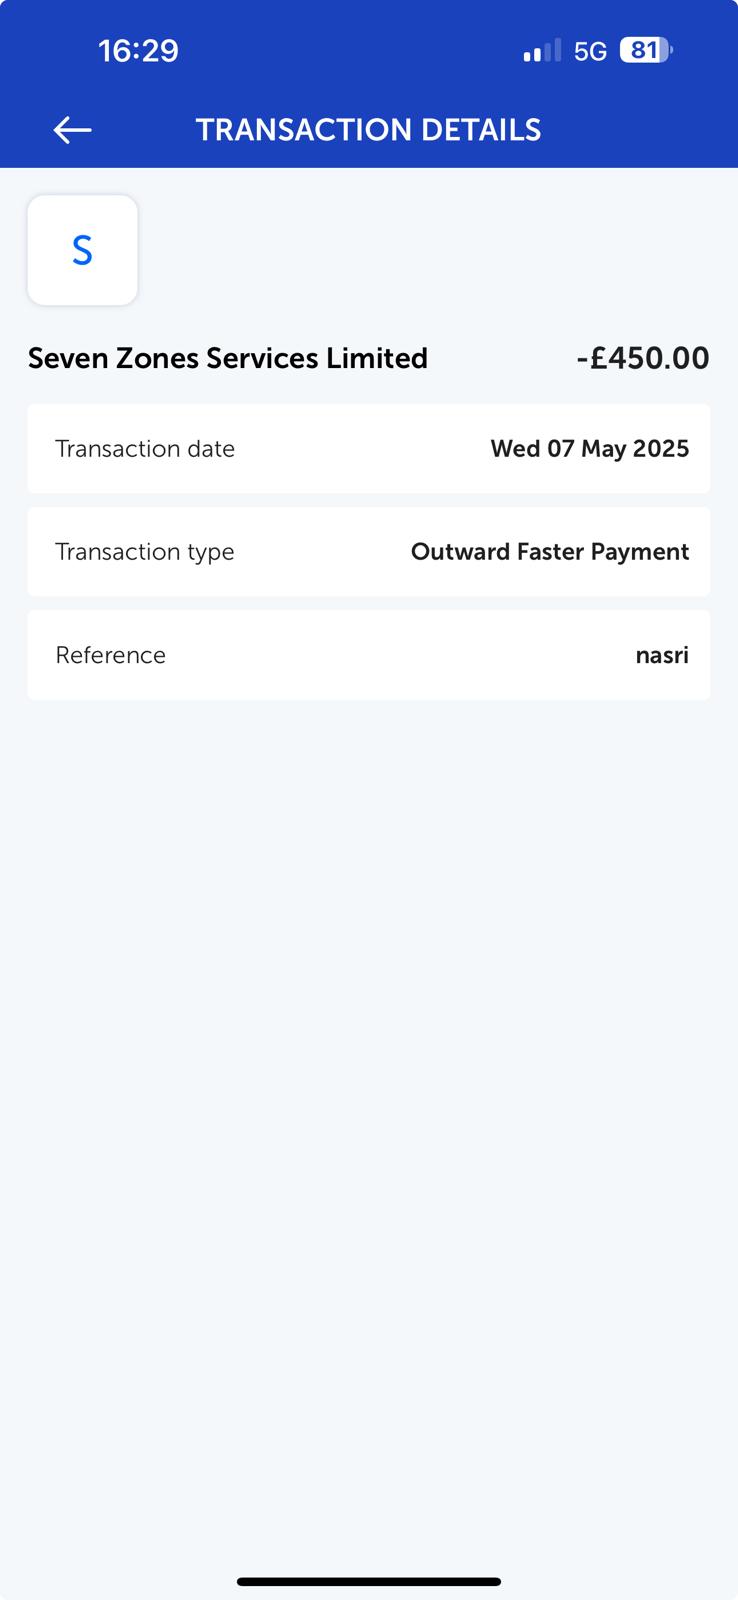 16:29 5G 81
TRANSACTION DETAILS
S
Seven Zones Services Limited -£450.00
Transaction date Wed 07 May 2025
Transaction type Outward Faster Payment
Reference nasri